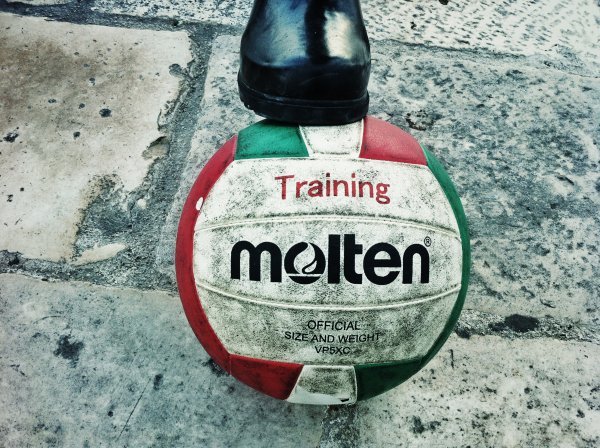 Training
molten®
OFFICIAL
SIZE AND WEIGHT
VP5XC